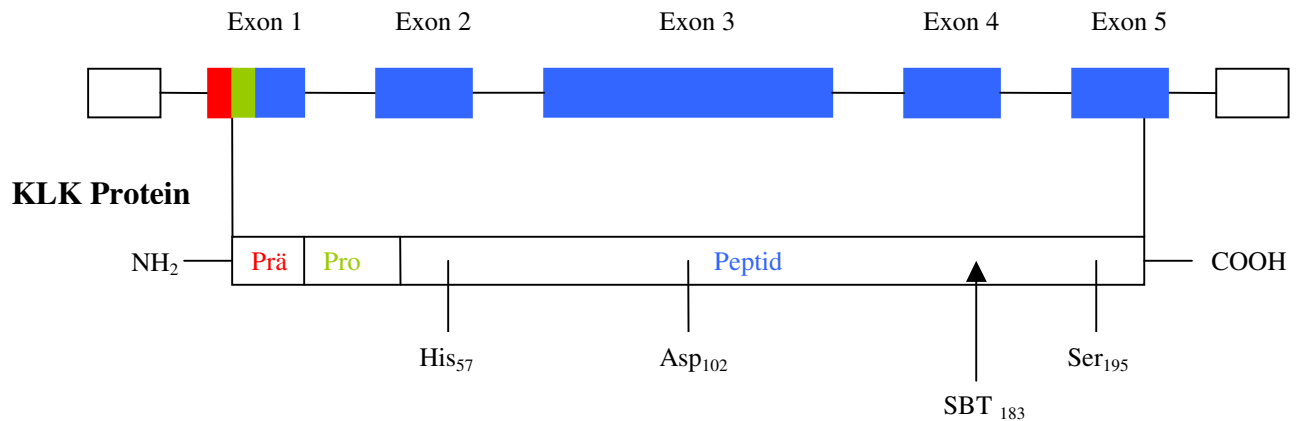 Exon 1 Exon 2 Exon 3 Exon 4 Exon 5
KLK Protein
NH2 Prä Pro Peptid COOH
His57 Asp102 Ser195
SBT 183